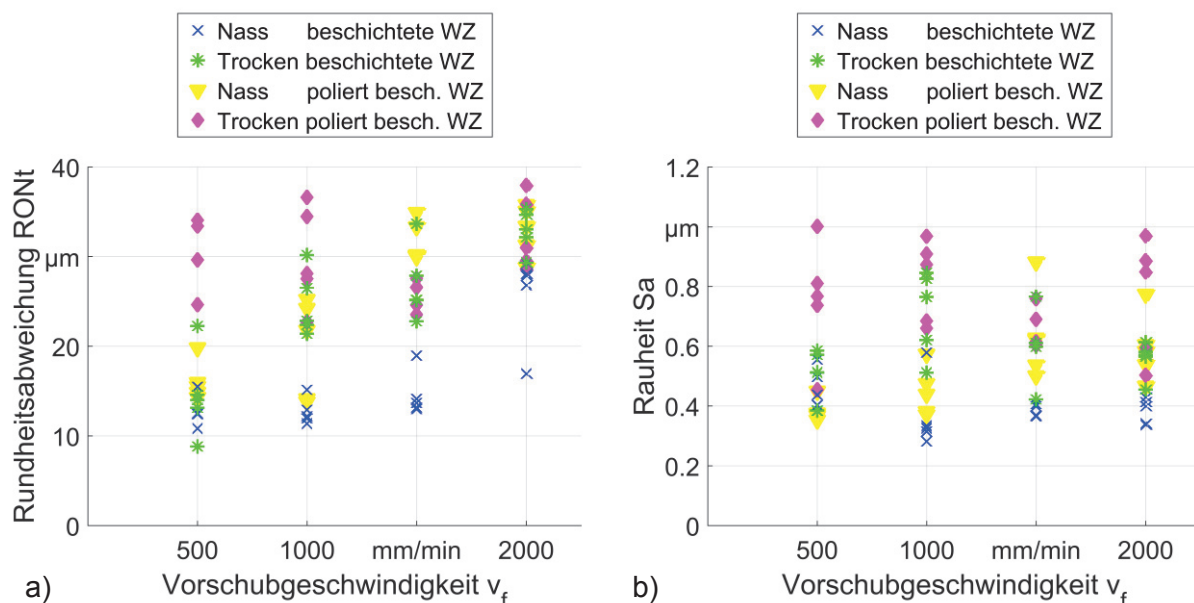 Nass beschichtete WZ
Trocken beschichtete WZ
Nass poliert besch. WZ
Trocken poliert besch. WZ
Rundheitsabweichung RONt
40
µm
20
10
0
500 1000 mm/min 2000
a) Vorschubgeschwindigkeit v_f
Nass beschichtete WZ
Trocken beschichtete WZ
Nass poliert besch. WZ
Trocken poliert besch. WZ
Rauheit Sa
1.2
µm
0.8
0.6
0.4
0.2
0
500 1000 mm/min 2000
b) Vorschubgeschwindigkeit v_f